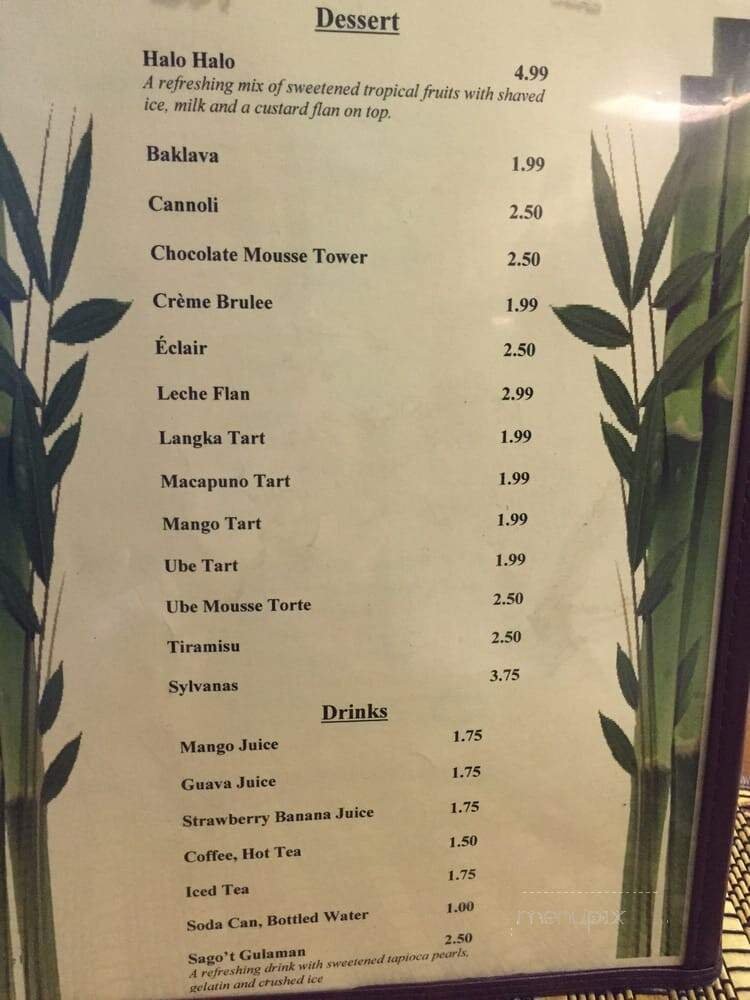 Dessert
Halo Halo 4.99
A refreshing mix of sweetened tropical fruits with shaved
ice, milk and a custard flan on top.
Baklava 1.99
Cannoli 2.50
Chocolate Mousse Tower 2.50
Crème Brulee 1.99
Éclair 2.50
Leche Flan 2.99
Langka Tart 1.99
Macapuno Tart 1.99
Mango Tart 1.99
Ube Tart 1.99
Ube Mousse Torte 2.50
Tiramisu 2.50
Sylvanas 3.75
Drinks
Mango Juice 1.75
Guava Juice 1.75
Strawberry Banana Juice 1.75
Coffee, Hot Tea 1.50
Iced Tea 1.75
Soda Can, Bottled Water 1.00
Sago't Gulaman 2.50
A refreshing drink with sweetened tapioca pearls,
gelatin and crushed ice
menupix